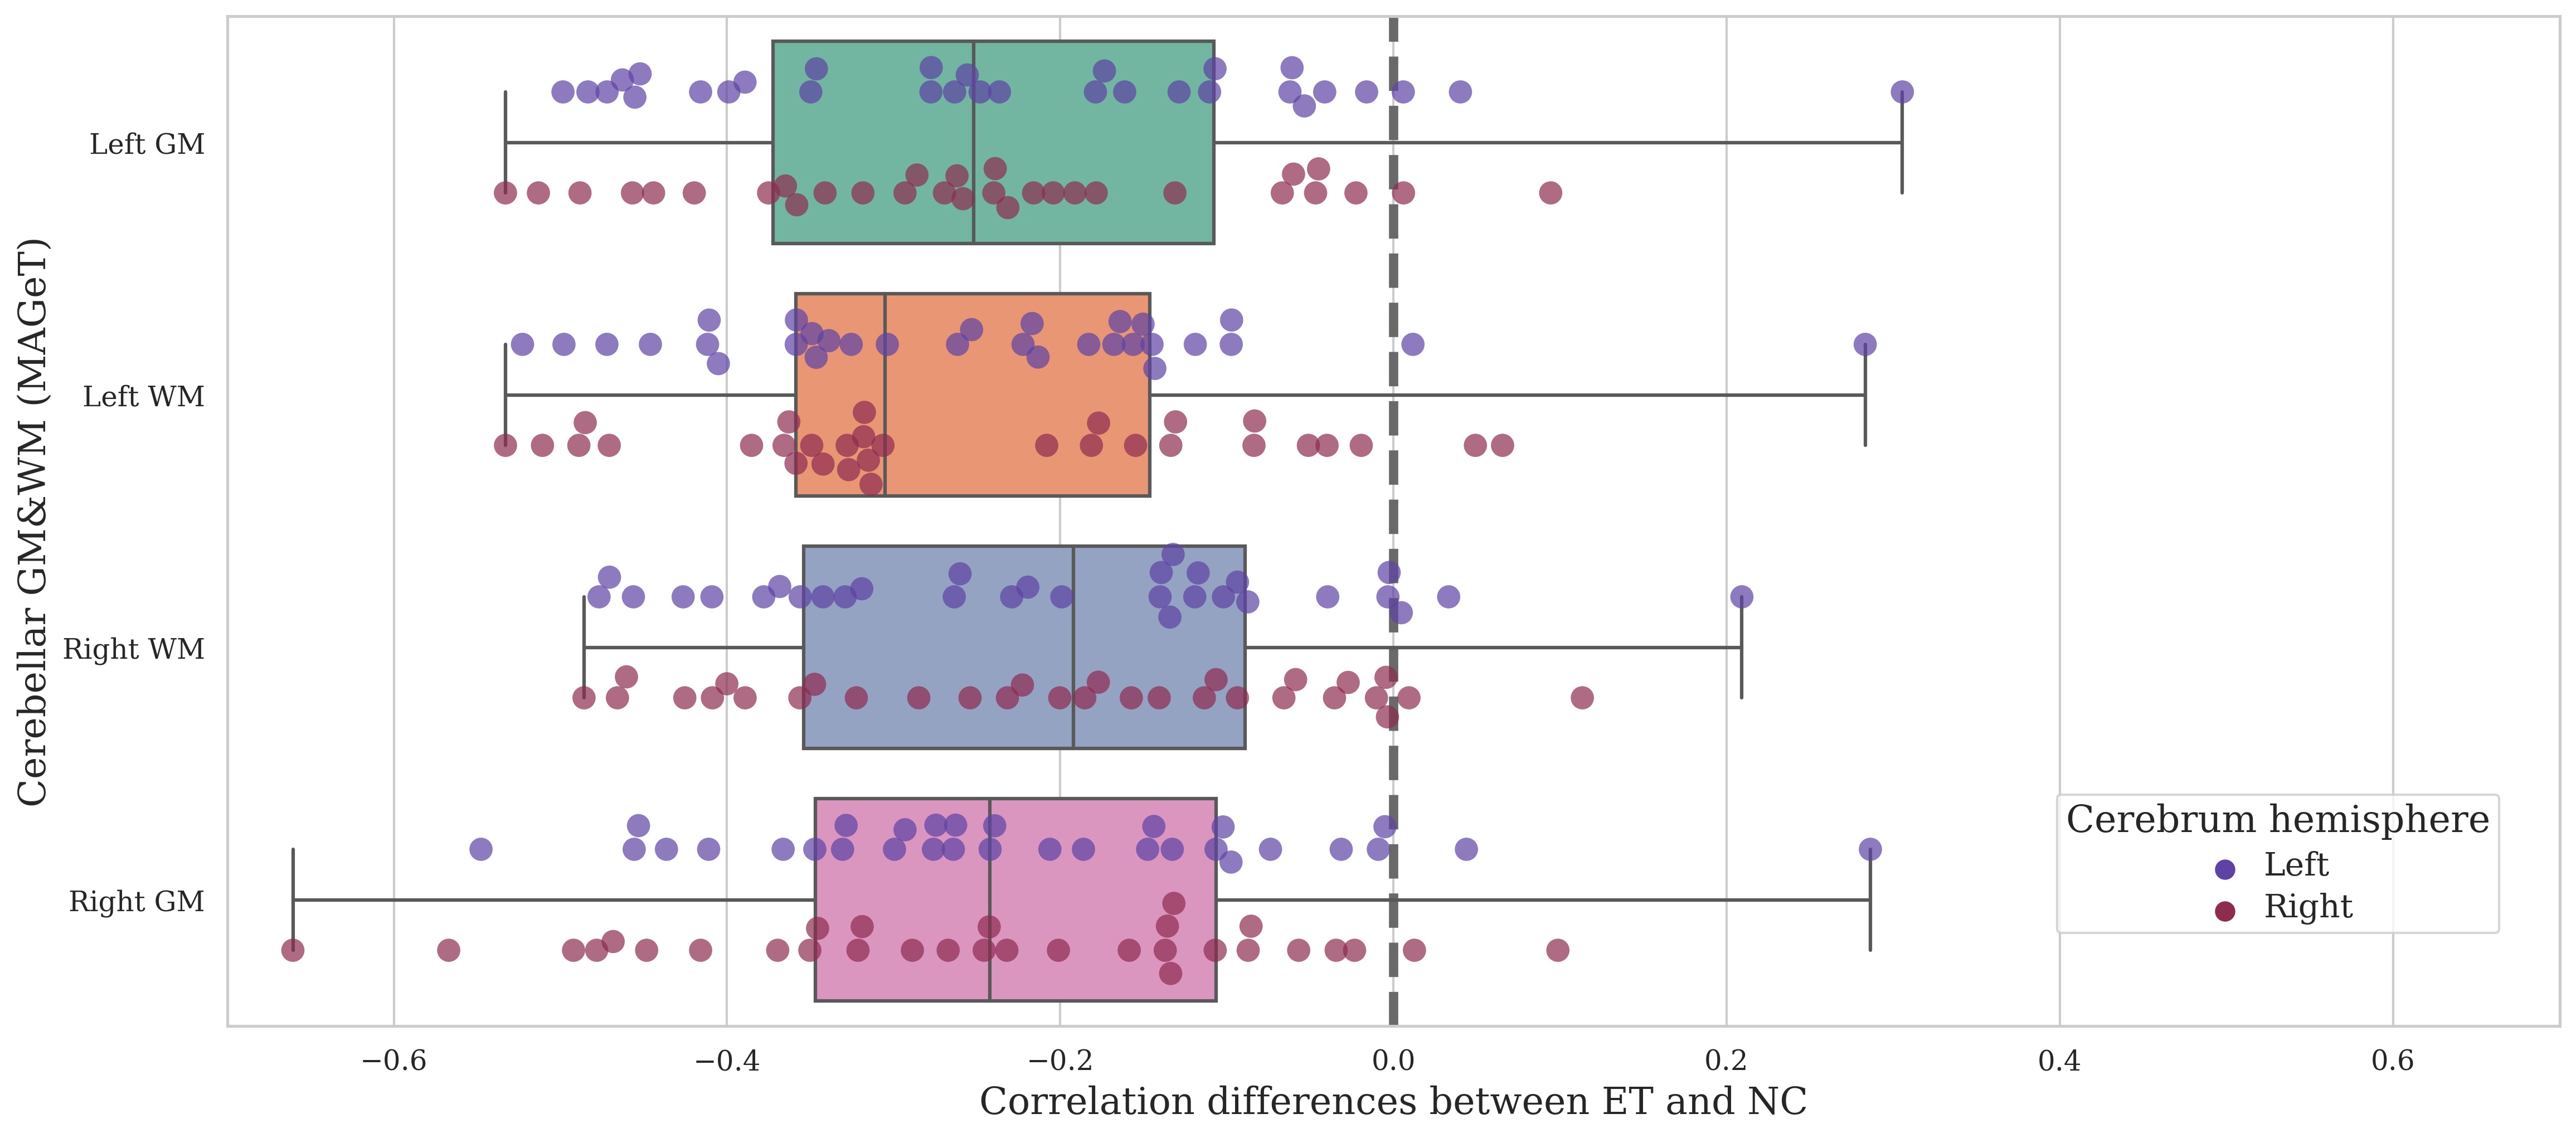 Cerebellar GM&WM (MAGeT)
Left GM
Left WM
Right WM
Right GM
Cerebrum hemisphere
Left
Right
−0.6 −0.4 −0.2 0.0 0.2 0.4 0.6
Correlation differences between ET and NC